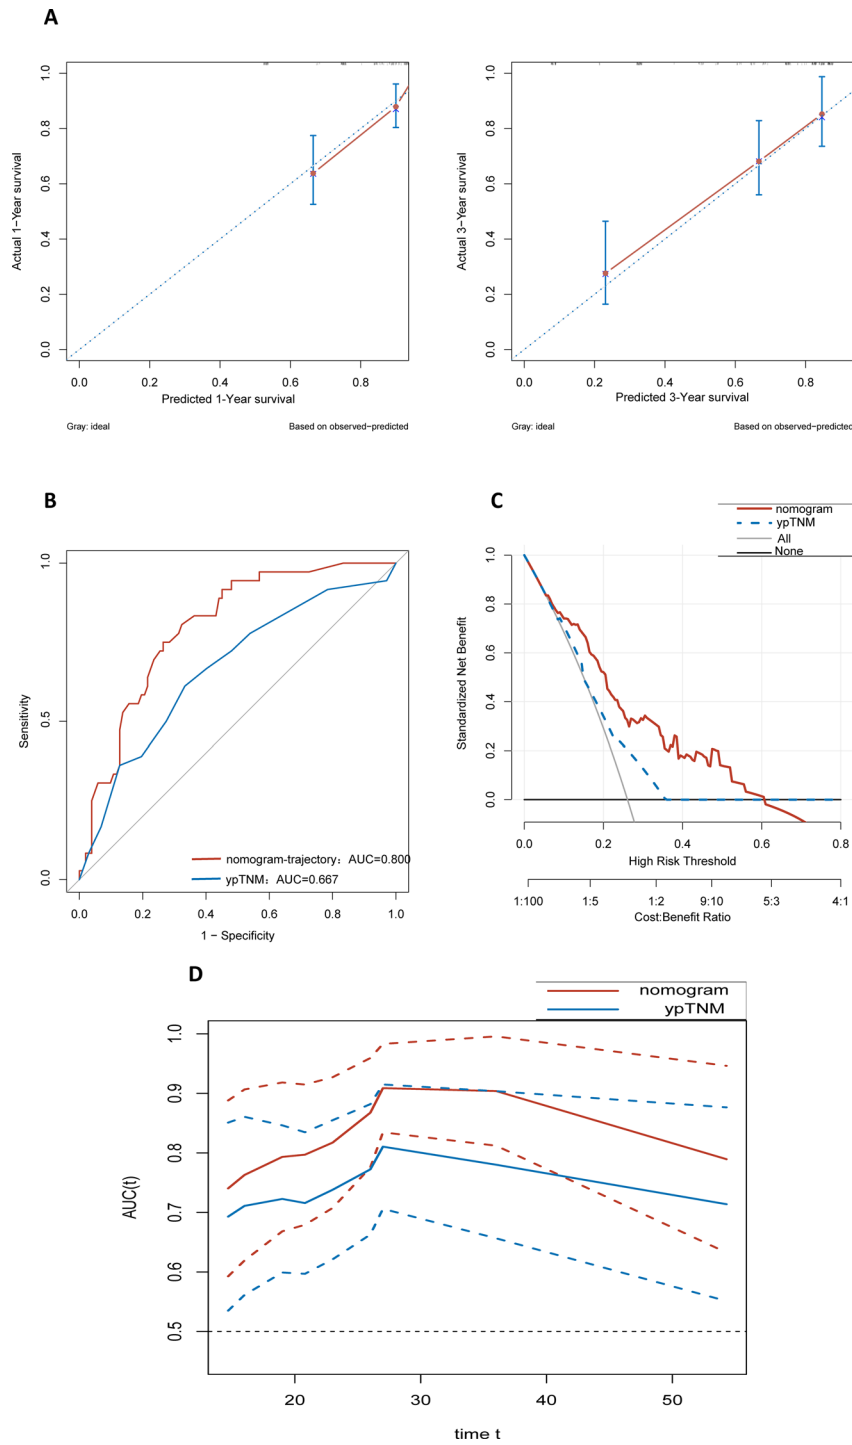 A
1.0
0.8
0.6
0.4
0.2
0.0
Actual 1−Year survival
0.0 0.2 0.4 0.6 0.8
Predicted 1-Year survival
Gray: ideal
Based on observed−predicted
1.0
0.8
0.6
0.4
0.2
0.0
Actual 3−Year survival
0.0 0.2 0.4 0.6 0.8
Predicted 3-Year survival
Gray: ideal
Based on observed−predicted
B
1.0
0.5
0.0
Sensitivity
nomogram-trajectory: AUC=0.800
ypTNM: AUC=0.667
0.0 0.2 0.4 0.6 0.8 1.0
1 − Specificity
C
nomogram
ypTNM
All
None
1.0
0.8
0.6
0.4
0.2
0.0
Standardized Net Benefit
0.0 0.2 0.4 0.6 0.8
High Risk Threshold
1:100 1:5 1:2 9:10 5:3 4:1
Cost:Benefit Ratio
D
nomogram
ypTNM
1.0
0.9
0.8
0.7
0.6
0.5
AUC(t)
20 30 40 50
time t